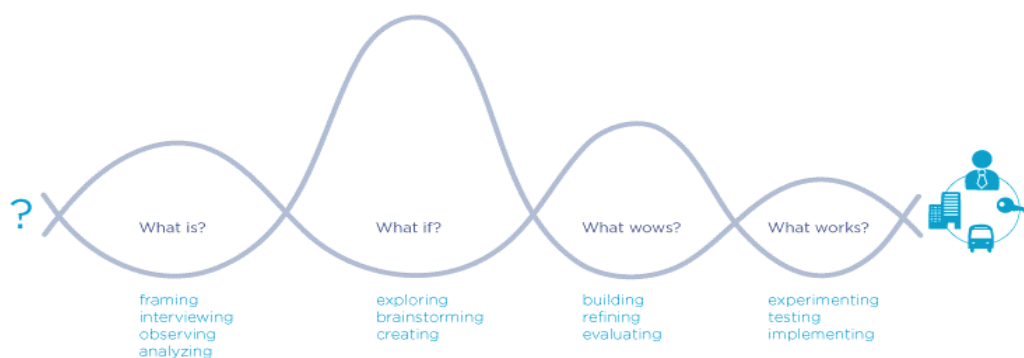 ?
What is?
What if?
What wows?
What works?
framing
interviewing
observing
analyzing
exploring
brainstorming
creating
building
refining
evaluating
experimenting
testing
implementing